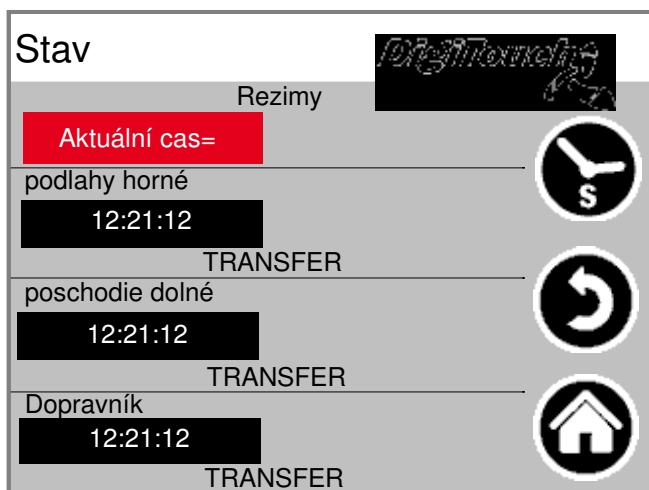 Stav
DigiTouch
Rezimy
Aktuální cas=
podlahy horné
12:21:12
S
TRANSFER
poschodie dolné
12:21:12
TRANSFER
Dopravník
12:21:12
TRANSFER